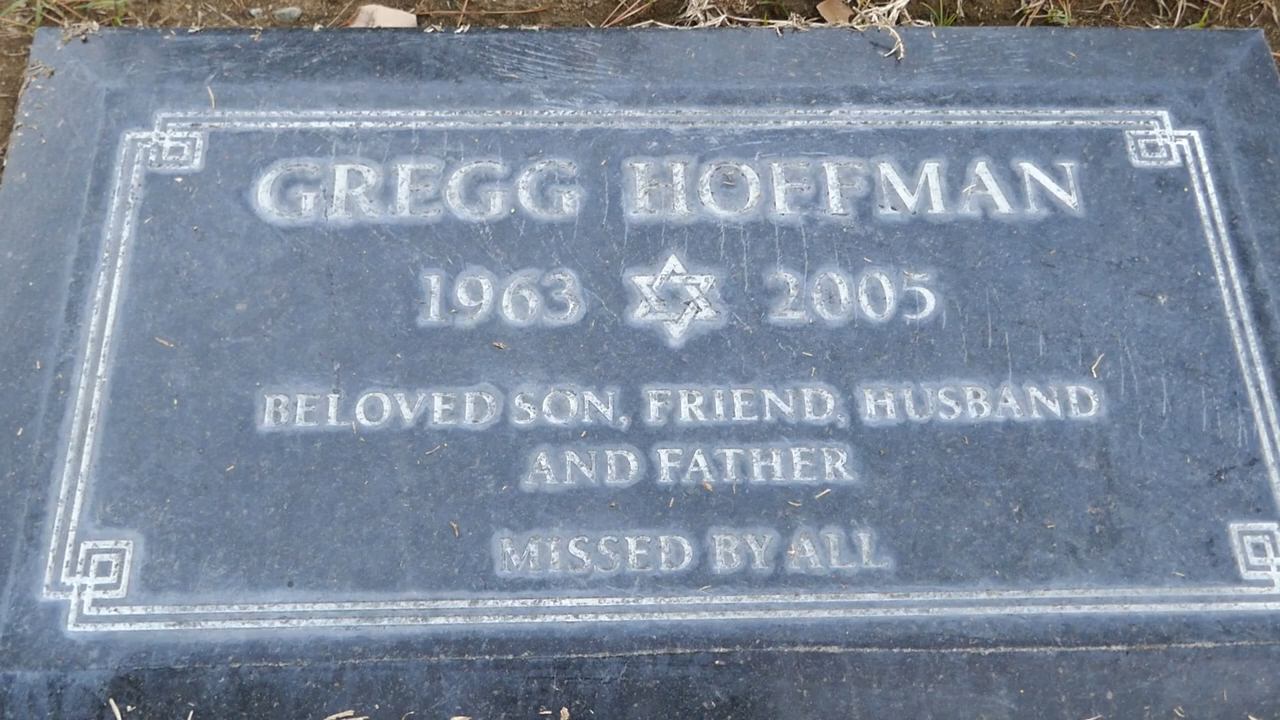 GREGG HOFFMAN
1963 2005
BELOVED SON, FRIEND, HUSBAND
AND FATHER
MISSED BY ALL